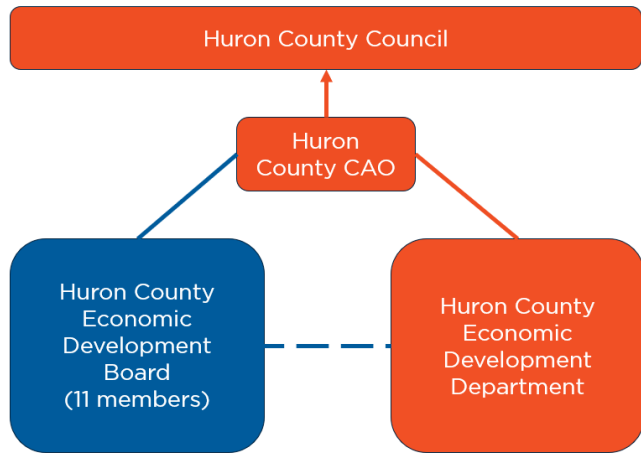 Huron County Council
Huron
County CAO
Huron County
Economic
Development
Board
(11 members)
Huron County
Economic
Development
Department